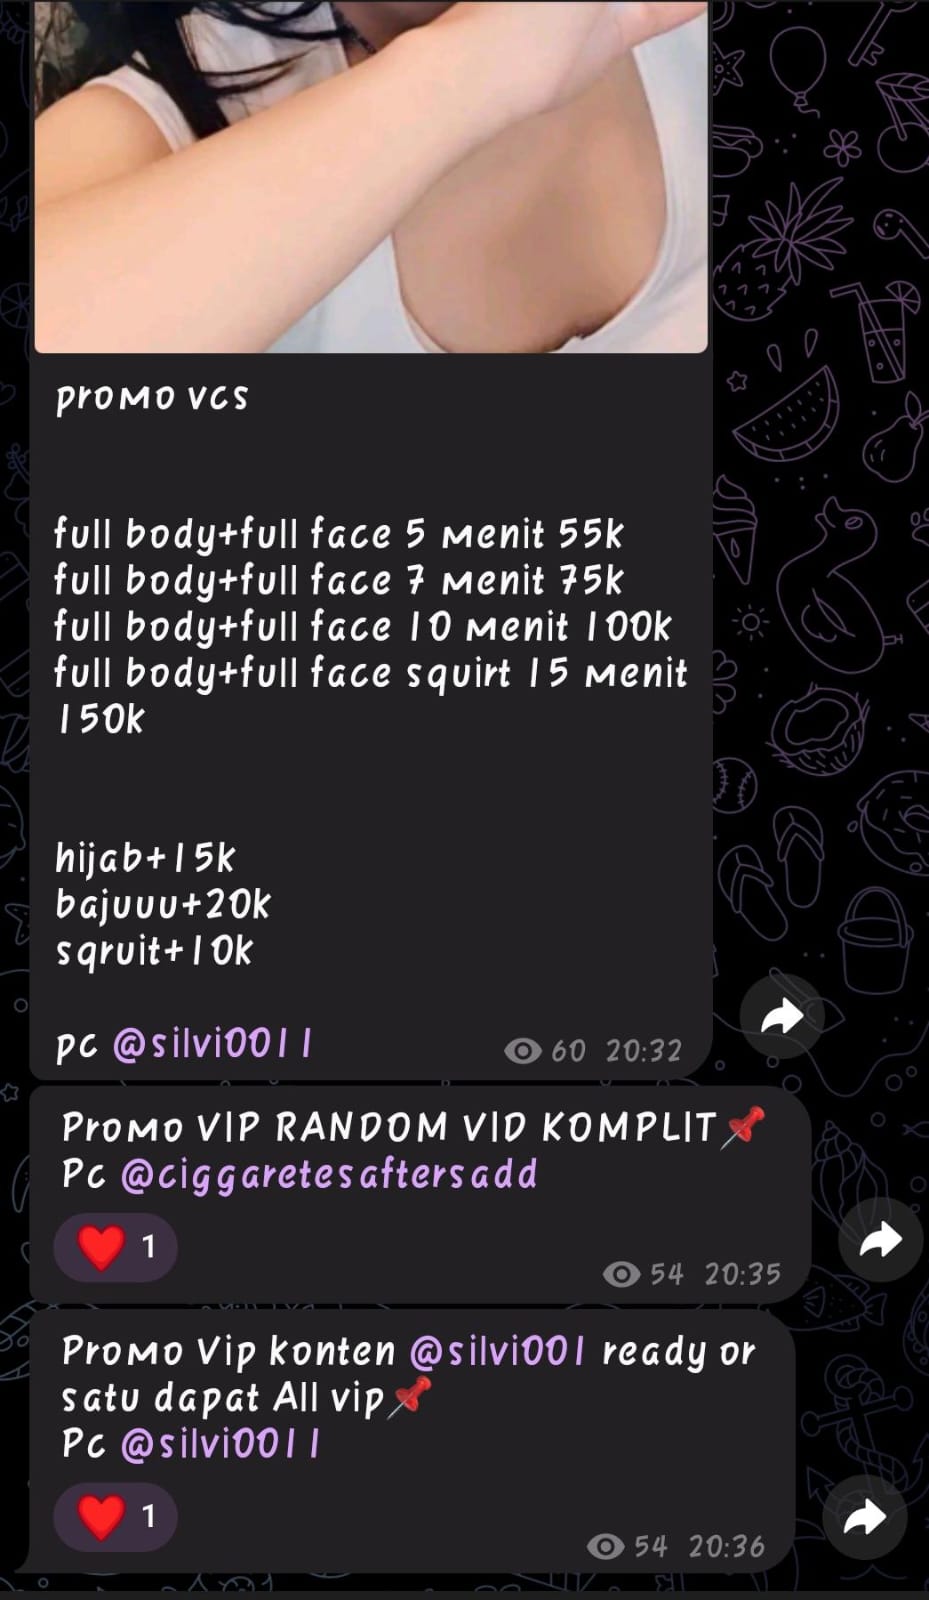 promo vcs
full body+full face 5 menit 55k
full body+full face 7 menit 75k
full body+full face 10 menit 100k
full body+full face squirt 15 menit
150k
hijab+15k
bajuuu+20k
sqruit+10k
pc @silvi0011
60 20:32
Promo VIP RANDOM VID KOMPLIT📌
Pc @ciggaretesaftersadd
❤️ 1
54 20:35
Promo Vip konten @silvi001 ready or
satu dapat All vip📌
Pc @silvi0011
❤️ 1
54 20:36